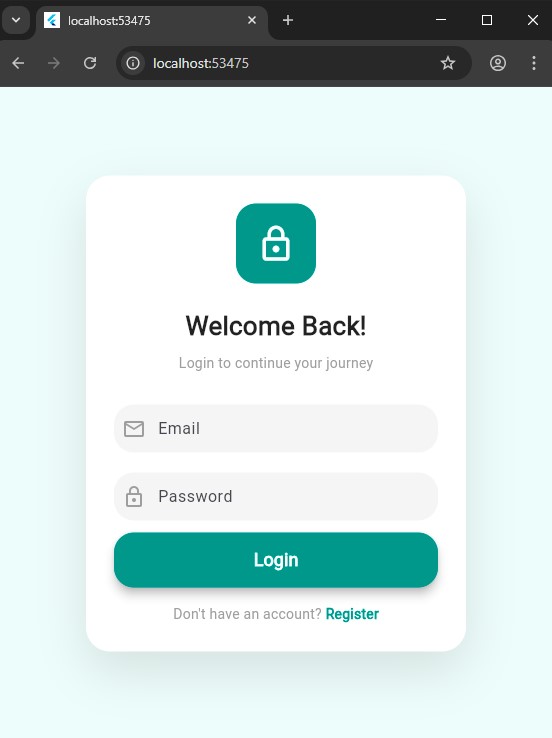 localhost:53475
localhost:53475
Welcome Back!
Login to continue your journey
Email
Password
Login
Don't have an account? Register